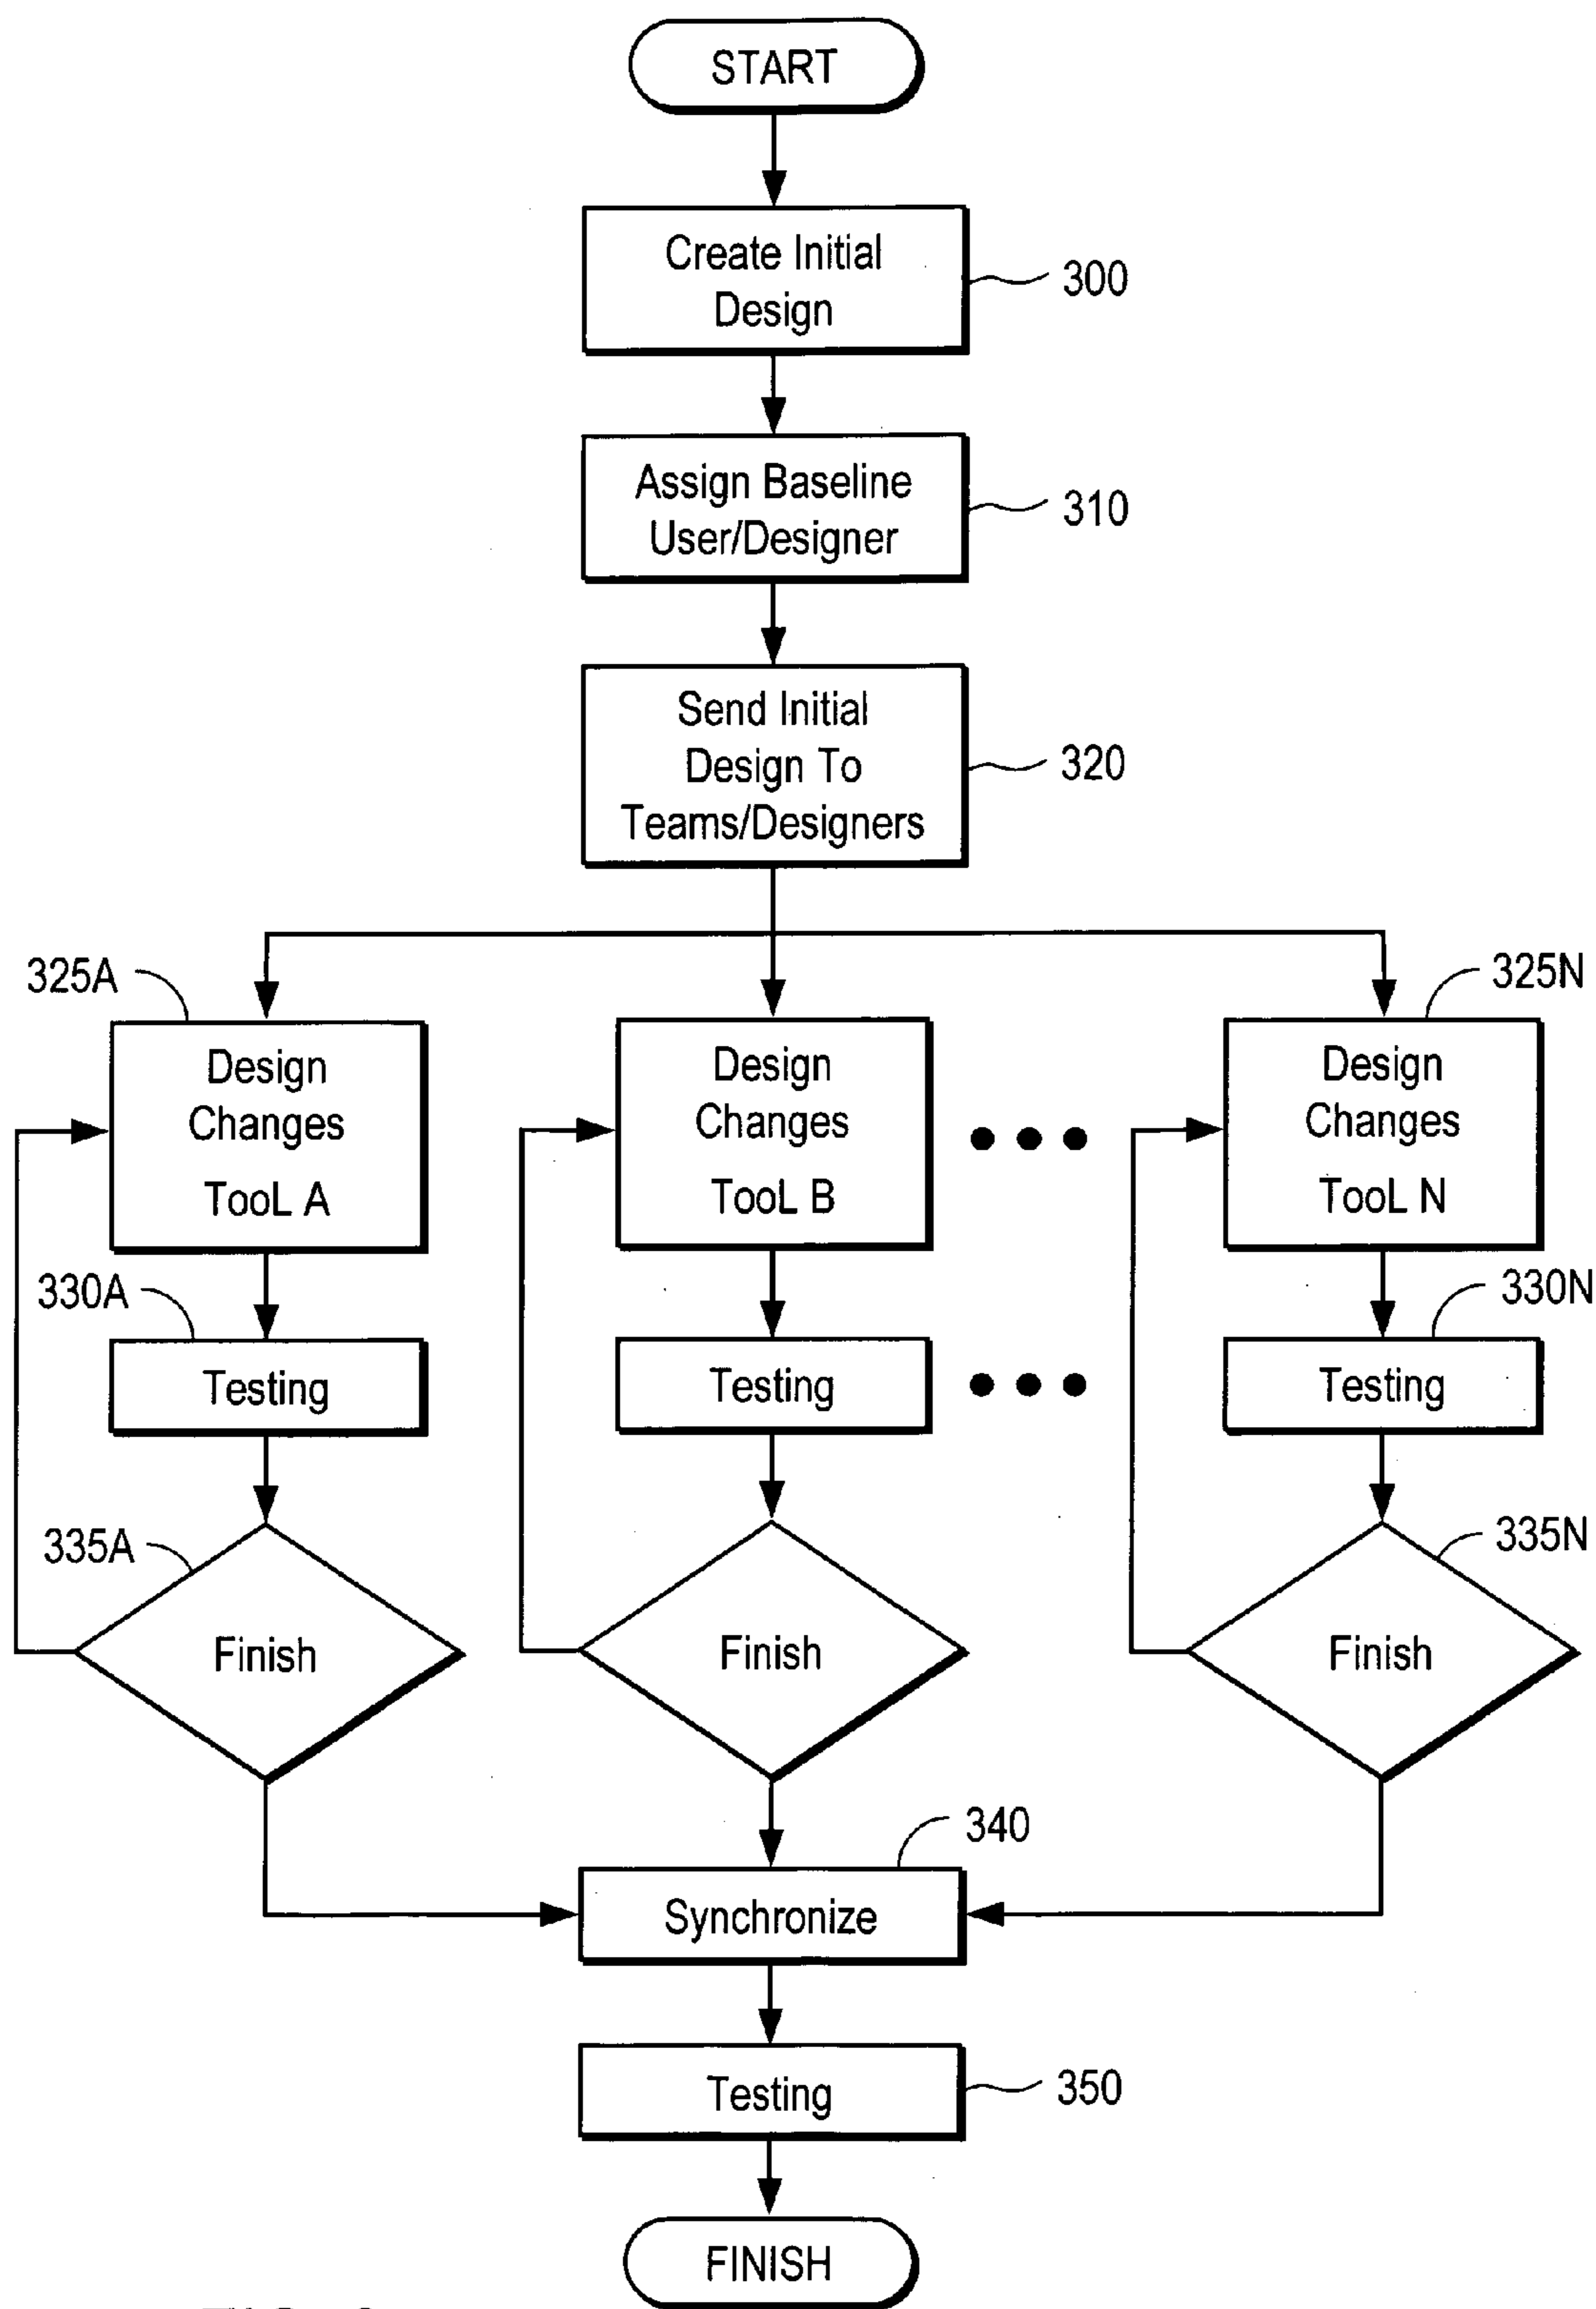 START
Create Initial
Design
300
Assign Baseline
User/Designer
310
Send Initial
Design To
Teams/Designers
320
325A
Design
Changes
TooL A
Design
Changes
TooL B
325N
Design
Changes
TooL N
330A
Testing
Testing
330N
Testing
335A
Finish
Finish
335N
Finish
340
Synchronize
Testing
350
FINISH